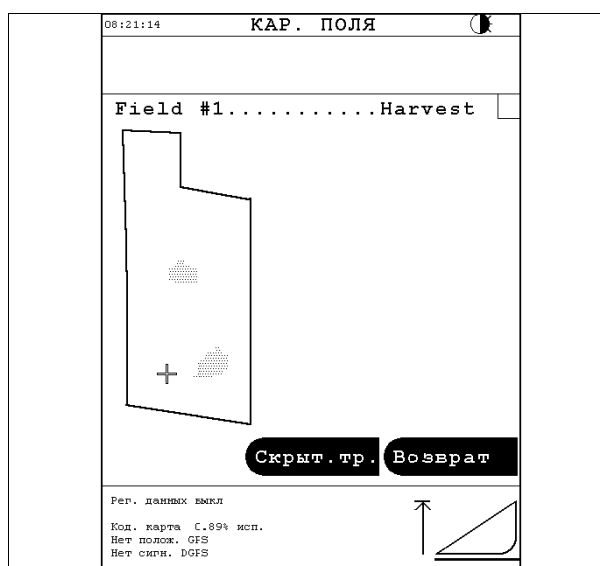 08:21:14 КАР. ПОЛЯ
Field #1...........Harvest
Скрыт.тр. Возврат
Рег. данных выкл
Код. карта 0.89% исп.
Нет полож. GPS
Нет сигн. DGPS